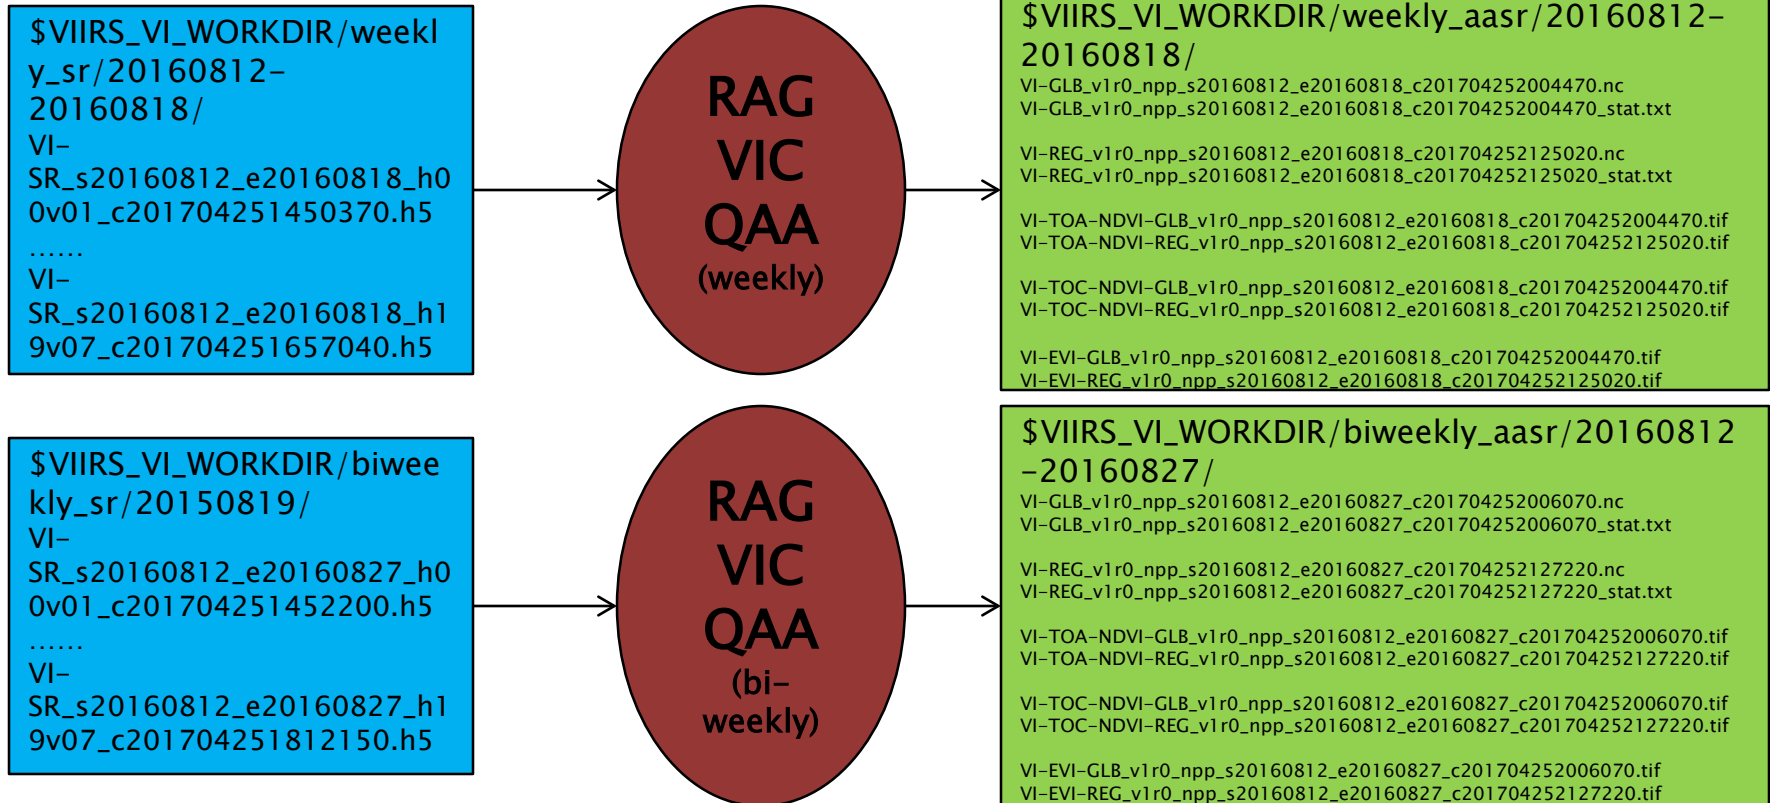 $VIIRS_VI_WORKDIR/weekl
y_sr/20160812-
20160818/
VI-
SR_s20160812_e20160818_h0
0v01_c201704251450370.h5
......
VI-
SR_s20160812_e20160818_h1
9v07_c201704251657040.h5
RAG
VIC
QAA
(weekly)
$VIIRS_VI_WORKDIR/weekly_aasr/20160812-
20160818/
VI-GLB_v1r0_npp_s20160812_e20160818_c201704252004470.nc
VI-GLB_v1r0_npp_s20160812_e20160818_c201704252004470_stat.txt
VI-REG_v1r0_npp_s20160812_e20160818_c201704252125020.nc
VI-REG_v1r0_npp_s20160812_e20160818_c201704252125020_stat.txt
VI-TOA-NDVI-GLB_v1r0_npp_s20160812_e20160818_c201704252004470.tif
VI-TOA-NDVI-REG_v1r0_npp_s20160812_e20160818_c201704252125020.tif
VI-TOC-NDVI-GLB_v1r0_npp_s20160812_e20160818_c201704252004470.tif
VI-TOC-NDVI-REG_v1r0_npp_s20160812_e20160818_c201704252125020.tif
VI-EVI-GLB_v1r0_npp_s20160812_e20160818_c201704252004470.tif
VI-EVI-REG_v1r0_npp_s20160812_e20160818_c201704252125020.tif
$VIIRS_VI_WORKDIR/biwee
kly_sr/20150819/
VI-
SR_s20160812_e20160827_h0
0v01_c201704251452200.h5
......
VI-
SR_s20160812_e20160827_h1
9v07_c201704251812150.h5
RAG
VIC
QAA
(bi-
weekly)
$VIIRS_VI_WORKDIR/biweekly_aasr/20160812
-20160827/
VI-GLB_v1r0_npp_s20160812_e20160827_c201704252006070.nc
VI-GLB_v1r0_npp_s20160812_e20160827_c201704252006070_stat.txt
VI-REG_v1r0_npp_s20160812_e20160827_c201704252127220.nc
VI-REG_v1r0_npp_s20160812_e20160827_c201704252127220_stat.txt
VI-TOA-NDVI-GLB_v1r0_npp_s20160812_e20160827_c201704252006070.tif
VI-TOA-NDVI-REG_v1r0_npp_s20160812_e20160827_c201704252127220.tif
VI-TOC-NDVI-GLB_v1r0_npp_s20160812_e20160827_c201704252006070.tif
VI-TOC-NDVI-REG_v1r0_npp_s20160812_e20160827_c201704252127220.tif
VI-EVI-GLB_v1r0_npp_s20160812_e20160827_c201704252006070.tif
VI-EVI-REG_v1r0_npp_s20160812_e20160827_c201704252127220.tif